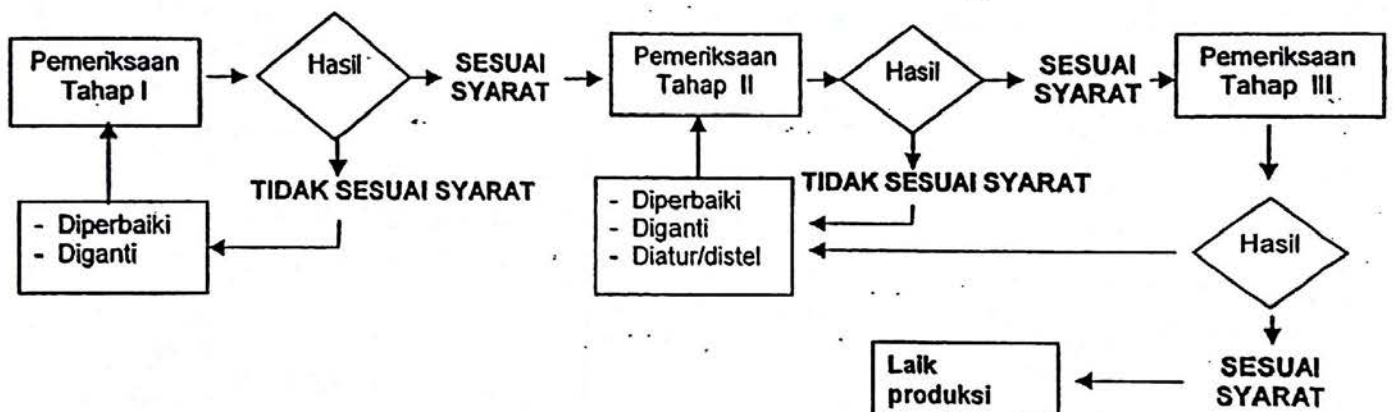 Pemeriksaan
Tahap I
Hasil
SESUAI
SYARAT
Pemeriksaan
Tahap II
Hasil
SESUAI
SYARAT
Pemeriksaan
Tahap III
TIDAK SESUAI SYARAT
- Diperbaiki
- Diganti
TIDAK SESUAI SYARAT
- Diperbaiki
- Diganti
- Diatur/distel
Hasil
Laik
produksi
SESUAI
SYARAT